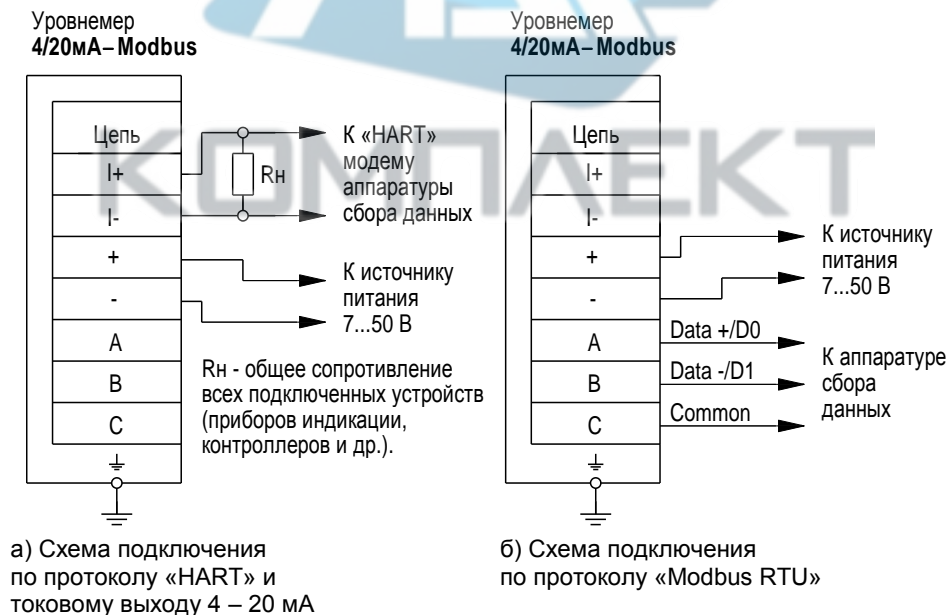 Уровнемер
4/20мА– Modbus
Цепь
I+
I-
+
-
A
B
C
Rн
К «HART»
модему
аппаратуры
сбора данных
К источнику
питания
7...50 В
Rн - общее сопротивление
всех подключенных устройств
(приборов индикации,
контроллеров и др.).
а) Схема подключения
по протоколу «HART» и
токовому выходу 4 – 20 мА
Уровнемер
4/20мА– Modbus
Цепь
I+
I-
+
-
A
B
C
К источнику
питания
7...50 В
Data +/D0
Data -/D1
Common
К аппаратуре
сбора
данных
б) Схема подключения
по протоколу «Modbus RTU»
КОМПЛЕКТ